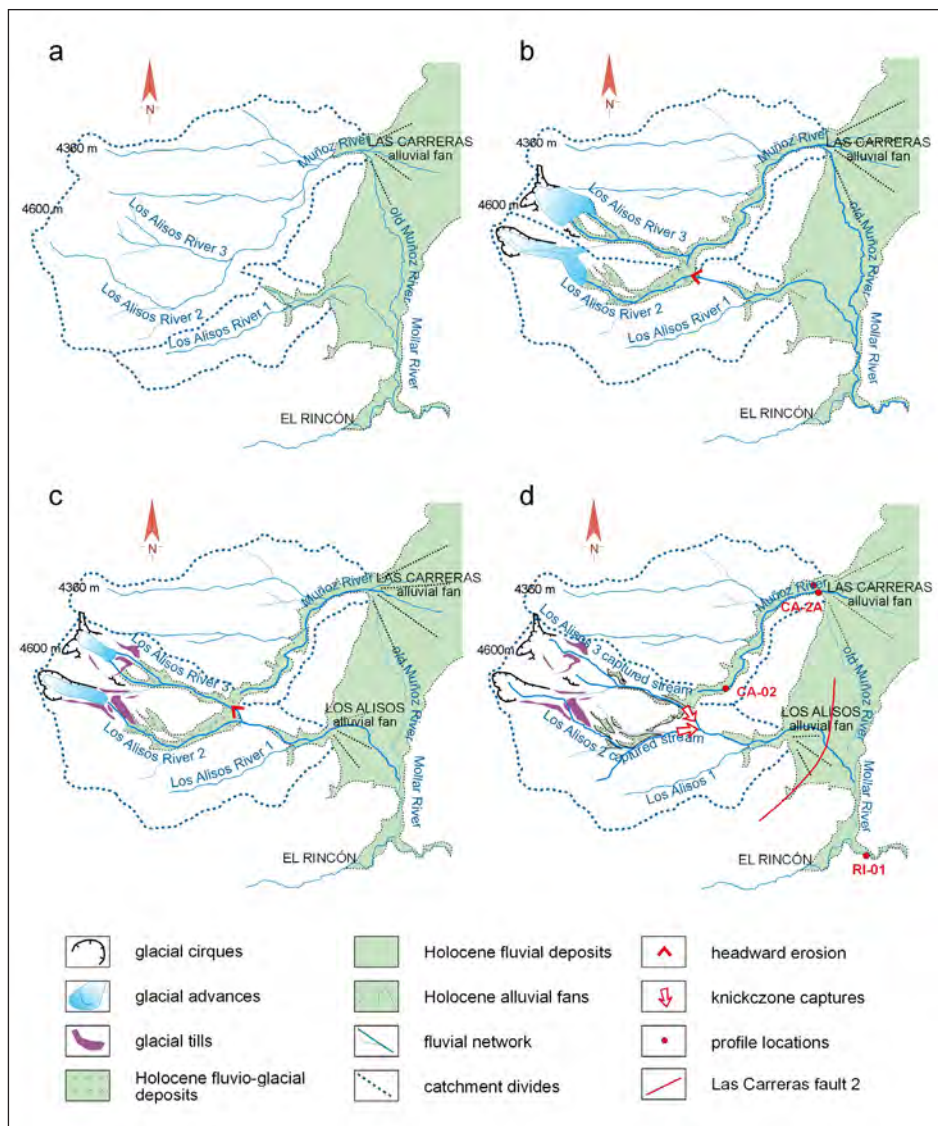 a
N
4300 m
4600 m
Muñoz River
LAS CARRERAS
alluvial fan
Los Alisos River 3
old Muñoz River
Los Alisos River 2
Los Alisos River 1
Mollar River
EL RINCÓN
b
N
4300 m
4600 m
Muñoz River
LAS CARRERAS
alluvial fan
Los Alisos River 3
old Muñoz River
Los Alisos River 2
Los Alisos River 1
Mollar River
EL RINCÓN
c
N
4300 m
4600 m
Muñoz River
LAS CARRERAS
alluvial fan
Los Alisos River 3
old Muñoz River
LOS ALISOS
alluvial fan
Los Alisos River 2
Los Alisos River 1
Mollar River
EL RINCÓN
d
N
4300 m
4600 m
Muñoz River
LAS CARRERAS
alluvial fan
CA-2A
Los Alisos 3 captured stream
old Muñoz River
CA-02
LOS ALISOS
alluvial fan
Los Alisos 2 captured stream
Los Alisos 1
Mollar River
EL RINCÓN
RI-01
glacial cirques
glacial advances
glacial tills
Holocene fluvio-glacial
deposits
Holocene fluvial deposits
Holocene alluvial fans
fluvial network
catchment divides
headward erosion
knickczone captures
profile locations
Las Carreras fault 2